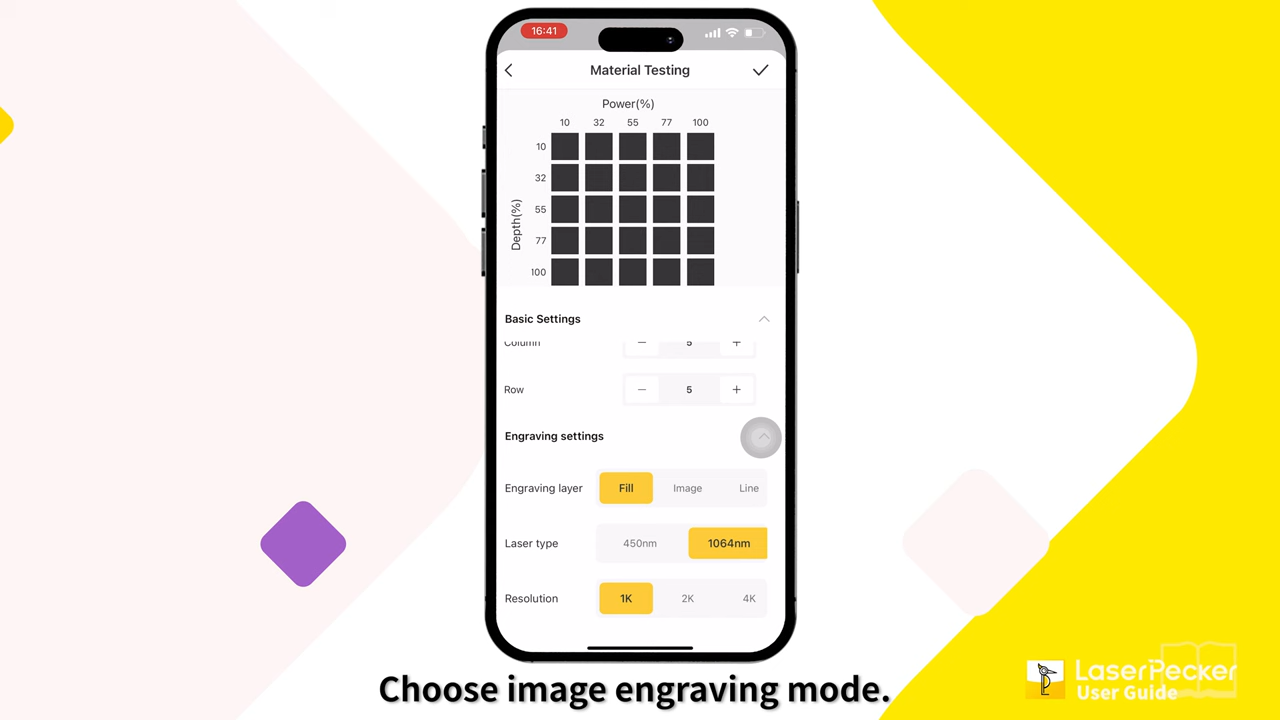 16:41
Material Testing
Power(%)
10 32 55 77 100
10
32
55
77
100
Depth(%)
Basic Settings
Column 5 +
Row 5 +
Engraving settings
Engraving layer Fill Image Line
Laser type 450nm 1064nm
Resolution 1K 2K 4K
Choose image engraving mode.
LaserPecker
User Guide